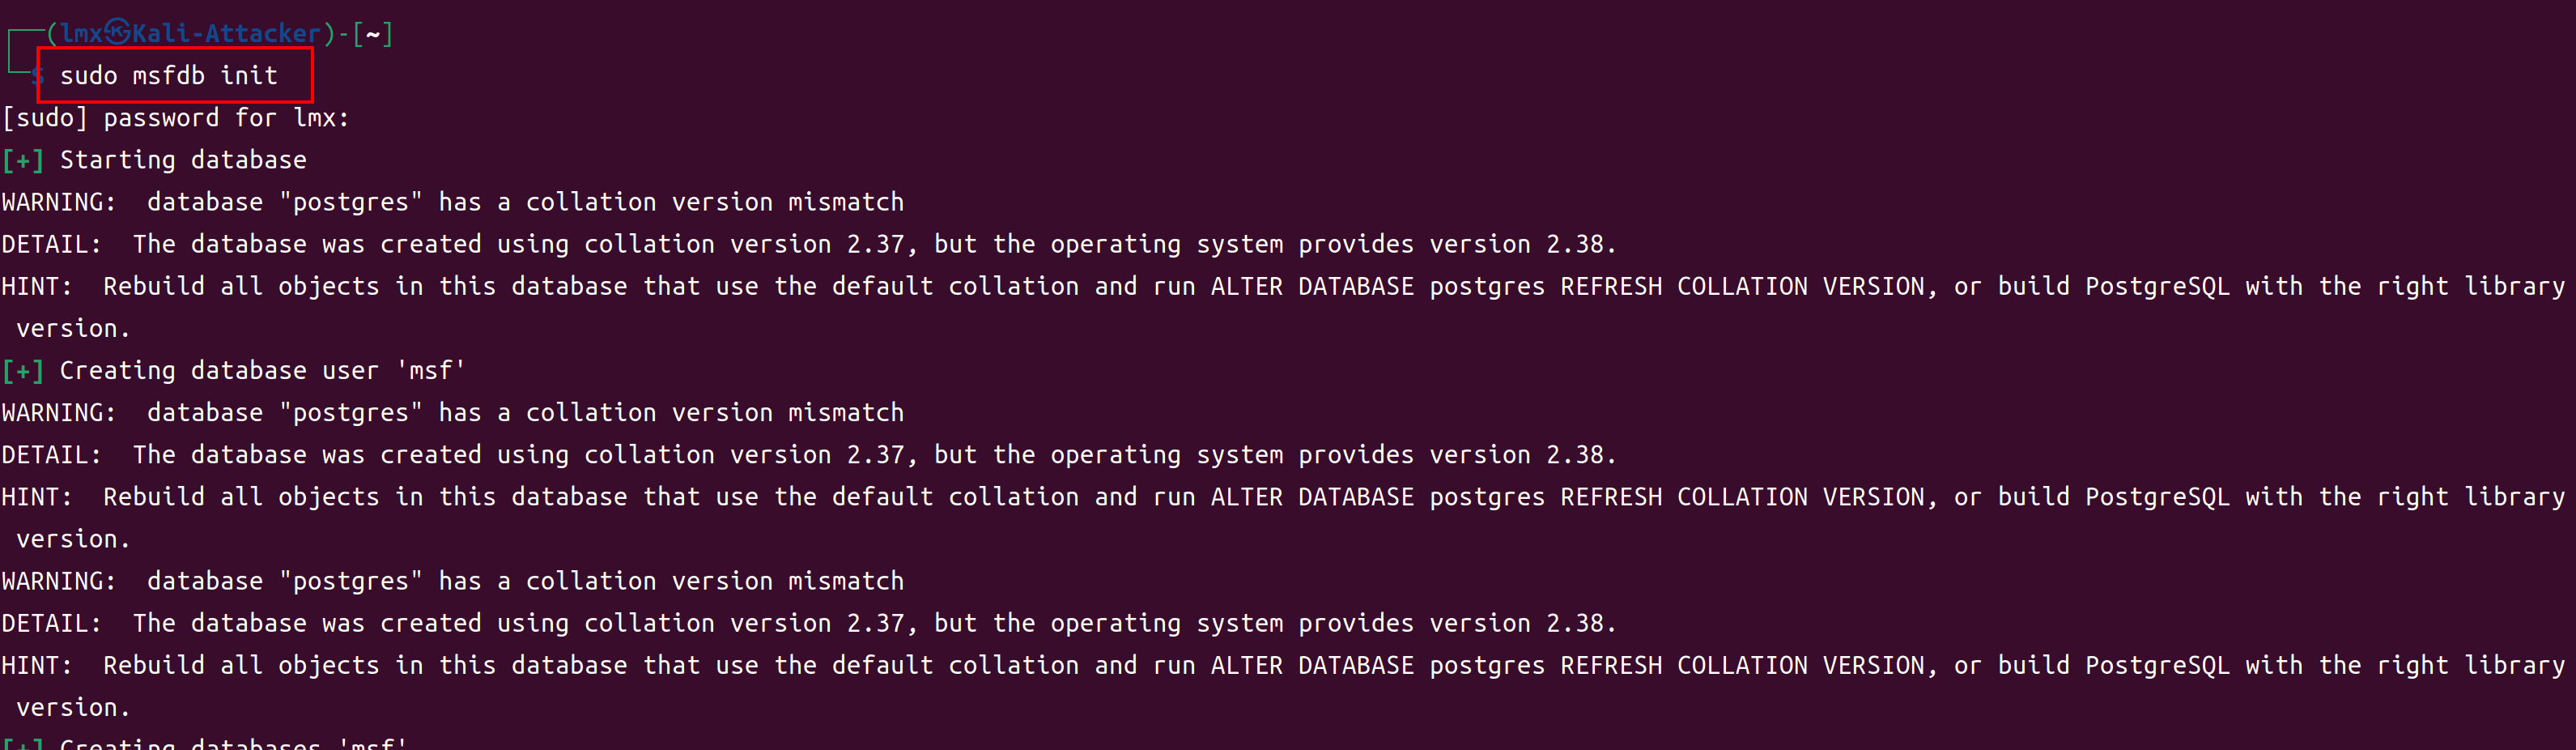 (lmx㉿Kali-Attacker)-[~]
$ sudo msfdb init
[sudo] password for lmx:
[+] Starting database
WARNING:  database "postgres" has a collation version mismatch
DETAIL:  The database was created using collation version 2.37, but the operating system provides version 2.38.
HINT:  Rebuild all objects in this database that use the default collation and run ALTER DATABASE postgres REFRESH COLLATION VERSION, or build PostgreSQL with the right library
 version.
[+] Creating database user 'msf'
WARNING:  database "postgres" has a collation version mismatch
DETAIL:  The database was created using collation version 2.37, but the operating system provides version 2.38.
HINT:  Rebuild all objects in this database that use the default collation and run ALTER DATABASE postgres REFRESH COLLATION VERSION, or build PostgreSQL with the right library
 version.
WARNING:  database "postgres" has a collation version mismatch
DETAIL:  The database was created using collation version 2.37, but the operating system provides version 2.38.
HINT:  Rebuild all objects in this database that use the default collation and run ALTER DATABASE postgres REFRESH COLLATION VERSION, or build PostgreSQL with the right library
 version.
[+] Creating databases 'msf'